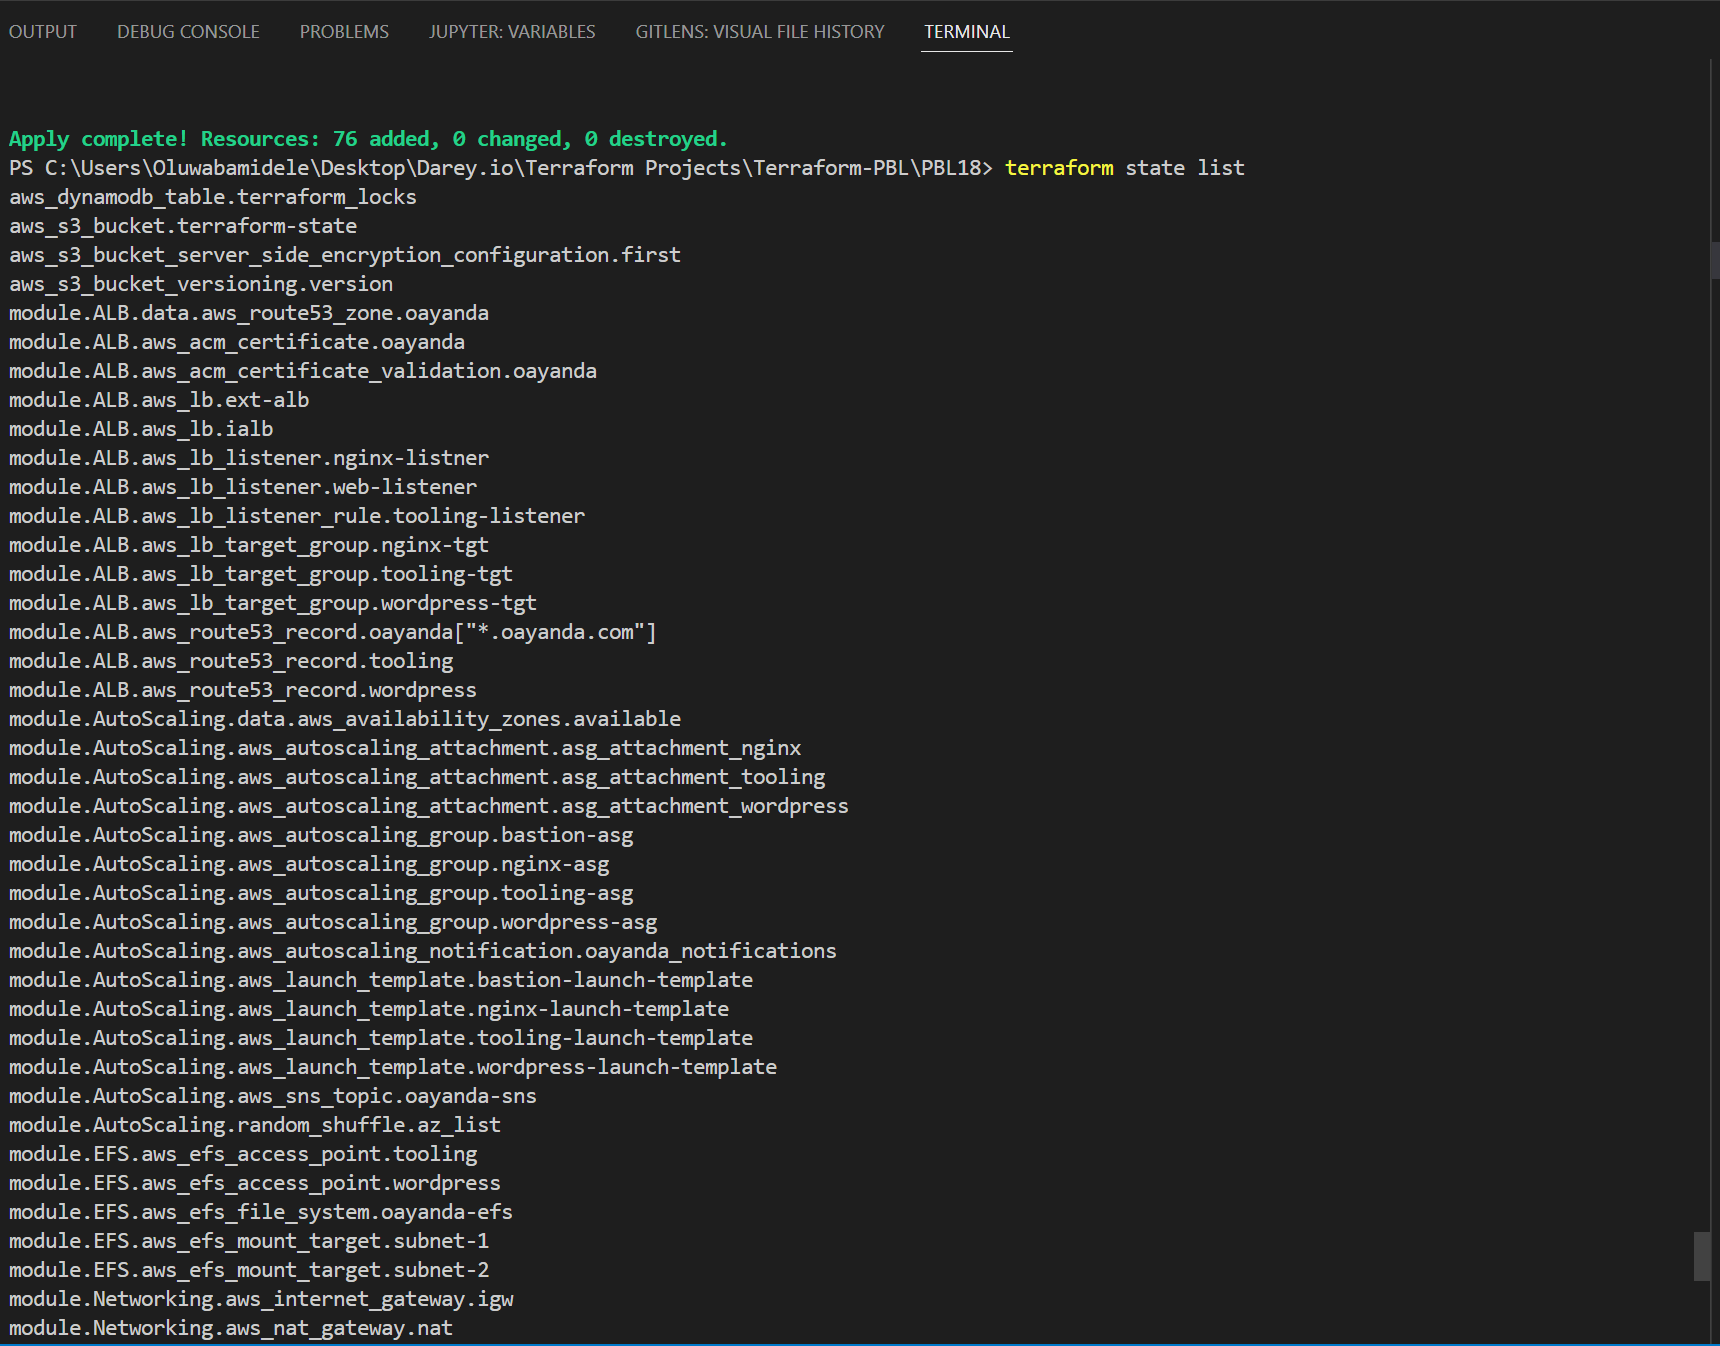 OUTPUT DEBUG CONSOLE PROBLEMS JUPYTER: VARIABLES GITLENS: VISUAL FILE HISTORY TERMINAL
Apply complete! Resources: 76 added, 0 changed, 0 destroyed.
PS C:\Users\Oluwabamidele\Desktop\Darey.io\Terraform Projects\Terraform-PBL\PBL18> terraform state list
aws_dynamodb_table.terraform_locks
aws_s3_bucket.terraform-state
aws_s3_bucket_server_side_encryption_configuration.first
aws_s3_bucket_versioning.version
module.ALB.data.aws_route53_zone.oayanda
module.ALB.aws_acm_certificate.oayanda
module.ALB.aws_acm_certificate_validation.oayanda
module.ALB.aws_lb.ext-alb
module.ALB.aws_lb.ialb
module.ALB.aws_lb_listener.nginx-listner
module.ALB.aws_lb_listener.web-listener
module.ALB.aws_lb_listener_rule.tooling-listener
module.ALB.aws_lb_target_group.nginx-tgt
module.ALB.aws_lb_target_group.tooling-tgt
module.ALB.aws_lb_target_group.wordpress-tgt
module.ALB.aws_route53_record.oayanda["*.oayanda.com"]
module.ALB.aws_route53_record.tooling
module.ALB.aws_route53_record.wordpress
module.AutoScaling.data.aws_availability_zones.available
module.AutoScaling.aws_autoscaling_attachment.asg_attachment_nginx
module.AutoScaling.aws_autoscaling_attachment.asg_attachment_tooling
module.AutoScaling.aws_autoscaling_attachment.asg_attachment_wordpress
module.AutoScaling.aws_autoscaling_group.bastion-asg
module.AutoScaling.aws_autoscaling_group.nginx-asg
module.AutoScaling.aws_autoscaling_group.tooling-asg
module.AutoScaling.aws_autoscaling_group.wordpress-asg
module.AutoScaling.aws_autoscaling_notification.oayanda_notifications
module.AutoScaling.aws_launch_template.bastion-launch-template
module.AutoScaling.aws_launch_template.nginx-launch-template
module.AutoScaling.aws_launch_template.tooling-launch-template
module.AutoScaling.aws_launch_template.wordpress-launch-template
module.AutoScaling.aws_sns_topic.oayanda-sns
module.AutoScaling.random_shuffle.az_list
module.EFS.aws_efs_access_point.tooling
module.EFS.aws_efs_access_point.wordpress
module.EFS.aws_efs_file_system.oayanda-efs
module.EFS.aws_efs_mount_target.subnet-1
module.EFS.aws_efs_mount_target.subnet-2
module.Networking.aws_internet_gateway.igw
module.Networking.aws_nat_gateway.nat